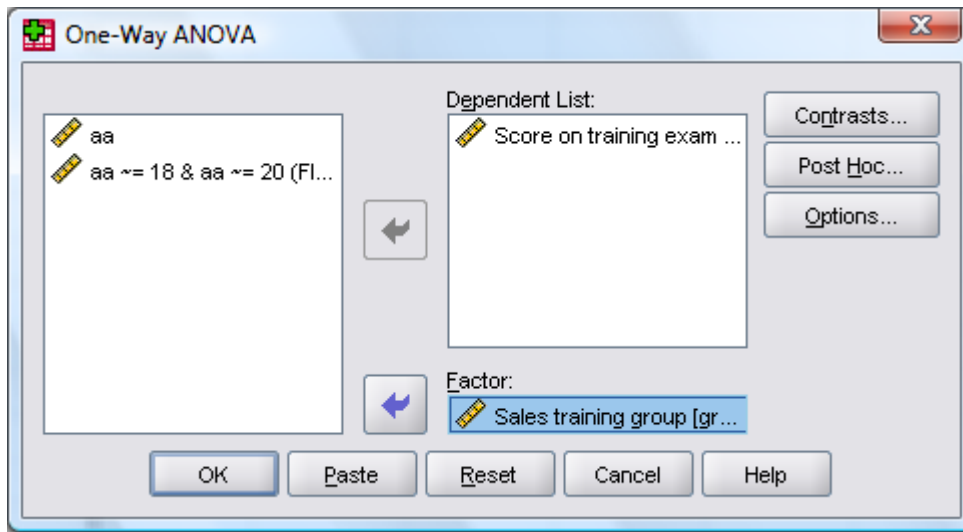 One-Way ANOVA
aa
aa ~= 18 & aa ~= 20 (FI...
Dependent List:
Score on training exam ...
Contrasts...
Post Hoc...
Options...
Factor:
Sales training group [gr...
OK
Paste
Reset
Cancel
Help